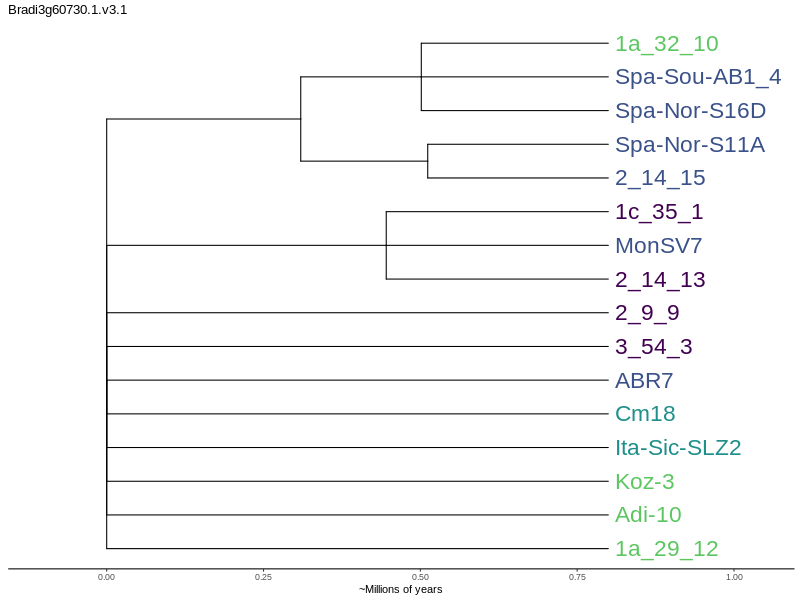 Bradi3g60730.1.v3.1
1a_32_10
Spa-Sou-AB1_4
Spa-Nor-S16D
Spa-Nor-S11A
2_14_15
1c_35_1
MonSV7
2_14_13
2_9_9
3_54_3
ABR7
Cm18
Ita-Sic-SLZ2
Koz-3
Adi-10
1a_29_12
0.00 0.25 0.50 0.75 1.00
~Millions of years